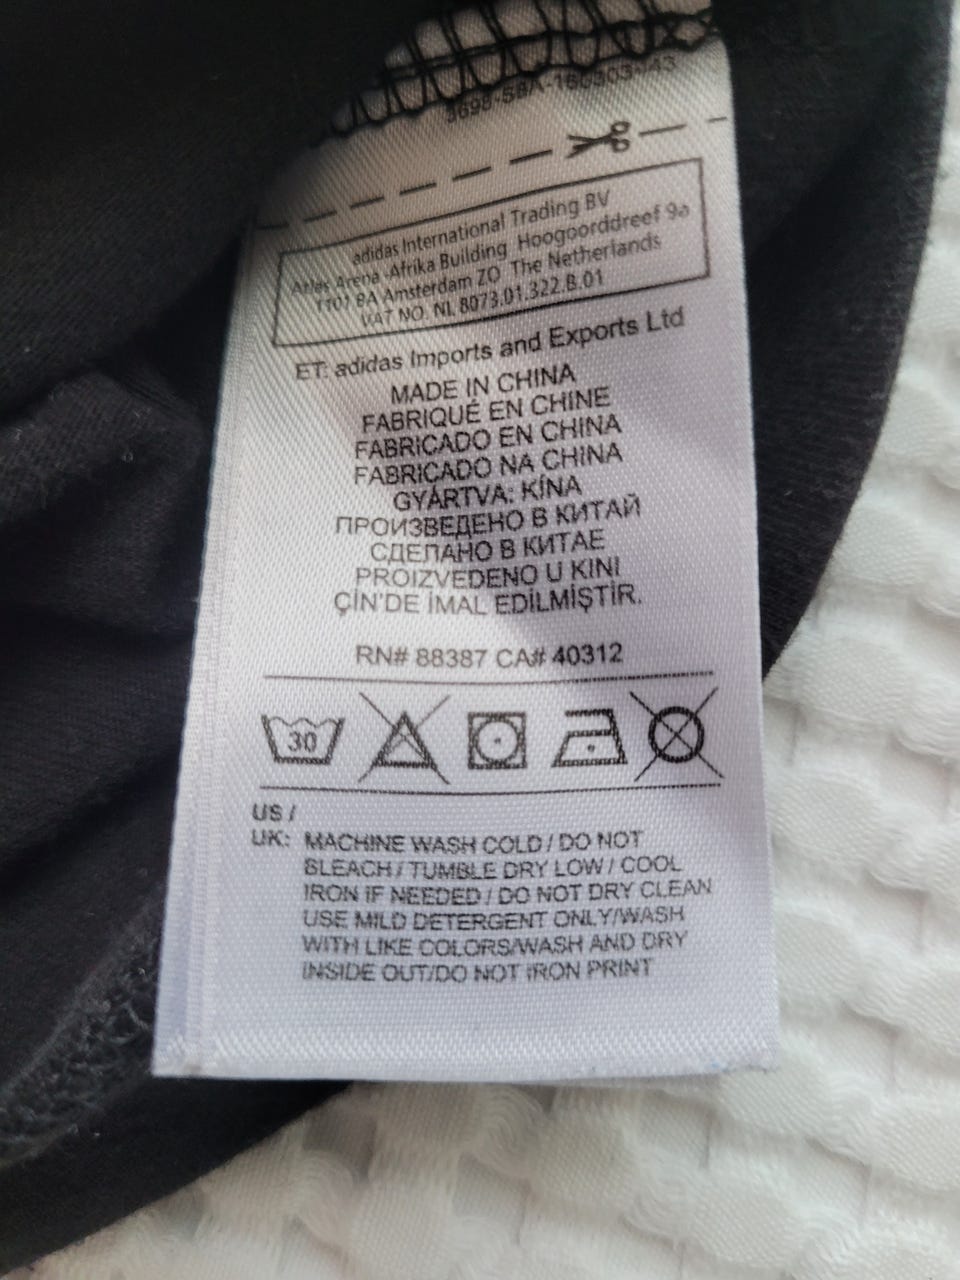 adidas International Trading BV
Atlas Arena Afrika Building Hoogoorddreef 9a
1101 BA Amsterdam ZO The Netherlands
VAT NO. NL 8073.01.322.B.01
ET: adidas Imports and Exports Ltd
MADE IN CHINA
FABRIQUÉ EN CHINE
FABRICADO EN CHINA
FABRICADO NA CHINA
GYÁRTVA: KÍNA
ПРОИЗВЕДЕНО В КИТАЙ
СДЕЛАНО В КИТАЕ
PROIZVEDENO U KINI
ÇİN'DE İMAL EDİLMİŞTİR.
RN# 88387 CA# 40312
30
US /
UK: MACHINE WASH COLD / DO NOT
BLEACH / TUMBLE DRY LOW / COOL
IRON IF NEEDED / DO NOT DRY CLEAN
USE MILD DETERGENT ONLY/WASH
WITH LIKE COLORS/WASH AND DRY
INSIDE OUT/DO NOT IRON PRINT